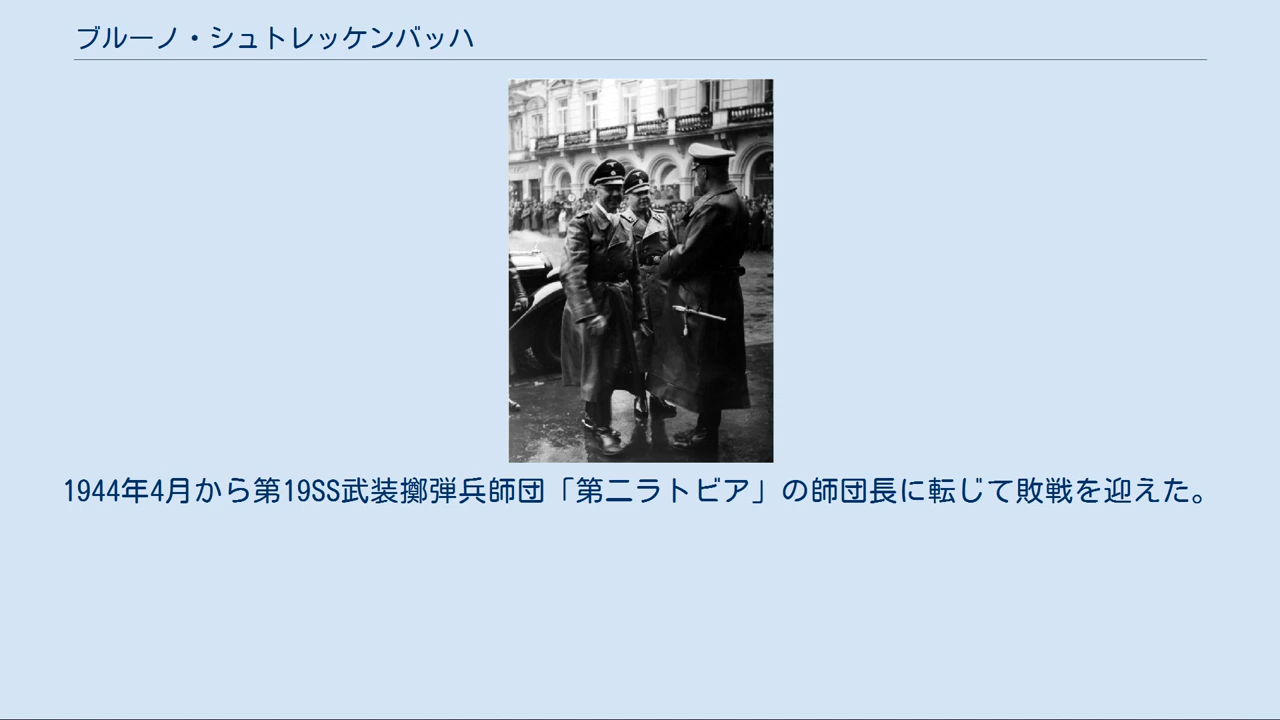 ブルーノ・シュトレッケンバッハ
1944年4月から第19SS武装擲弾兵師団「第二ラトビア」の師団長に転じて敗戦を迎えた。